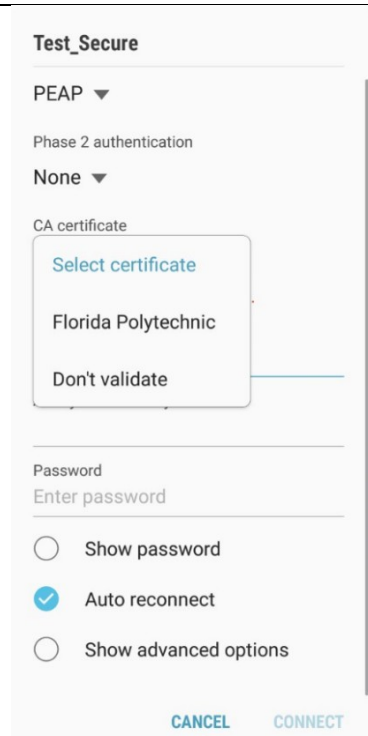 Test_Secure
PEAP
Phase 2 authentication
None
CA certificate
Select certificate
Florida Polytechnic
Don't validate
Password
Enter password
Show password
Auto reconnect
Show advanced options
CANCEL CONNECT